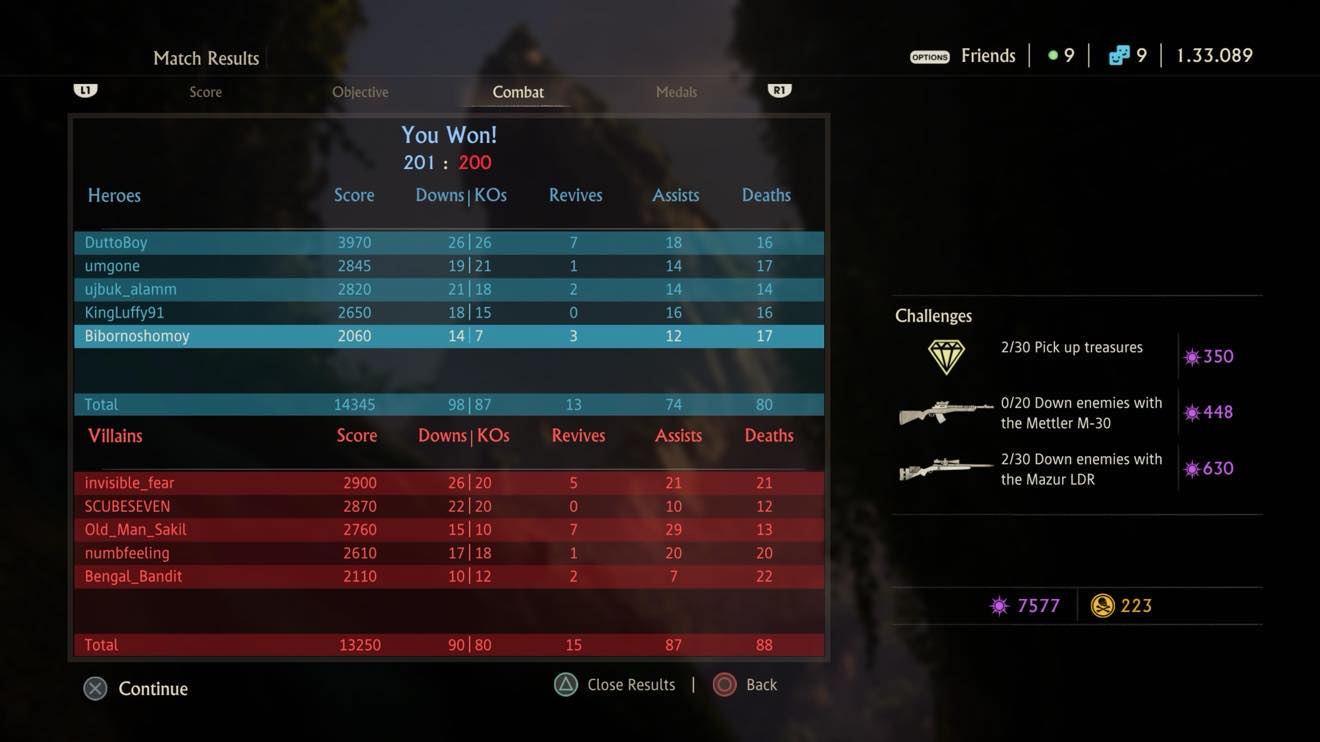 Match Results
OPTIONS Friends | 9 | 9 | 1.33.089
L1 Score Objective Combat Medals R1
You Won!
201 : 200
Heroes Score Downs | KOs Revives Assists Deaths
DuttoBoy 3970 26 | 26 7 18 16
umgone 2845 19 | 21 1 14 17
ujbuk_alamm 2820 21 | 18 2 14 14
KingLuffy91 2650 18 | 15 0 16 16
Bibornoshomoy 2060 14 | 7 3 12 17
Total 14345 98 | 87 13 74 80
Villains Score Downs | KOs Revives Assists Deaths
invisible_fear 2900 26 | 20 5 21 21
SCUBESEVEN 2870 22 | 20 0 10 12
Old_Man_Sakil 2760 15 | 10 7 29 13
numbfeeling 2610 17 | 18 1 20 20
Bengal_Bandit 2110 10 | 12 2 7 22
Total 13250 90 | 80 15 87 88
Continue
Close Results | Back
Challenges
2/30 Pick up treasures 350
0/20 Down enemies with
the Mettler M-30 448
2/30 Down enemies with
the Mazur LDR 630
7577 223